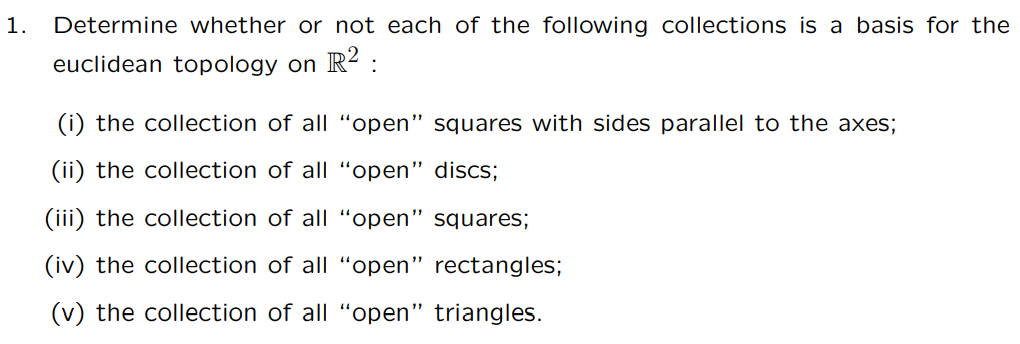 1. Determine whether or not each of the following collections is a basis for the
euclidean topology on ℝ² :
(i) the collection of all “open” squares with sides parallel to the axes;
(ii) the collection of all “open” discs;
(iii) the collection of all “open” squares;
(iv) the collection of all “open” rectangles;
(v) the collection of all “open” triangles.